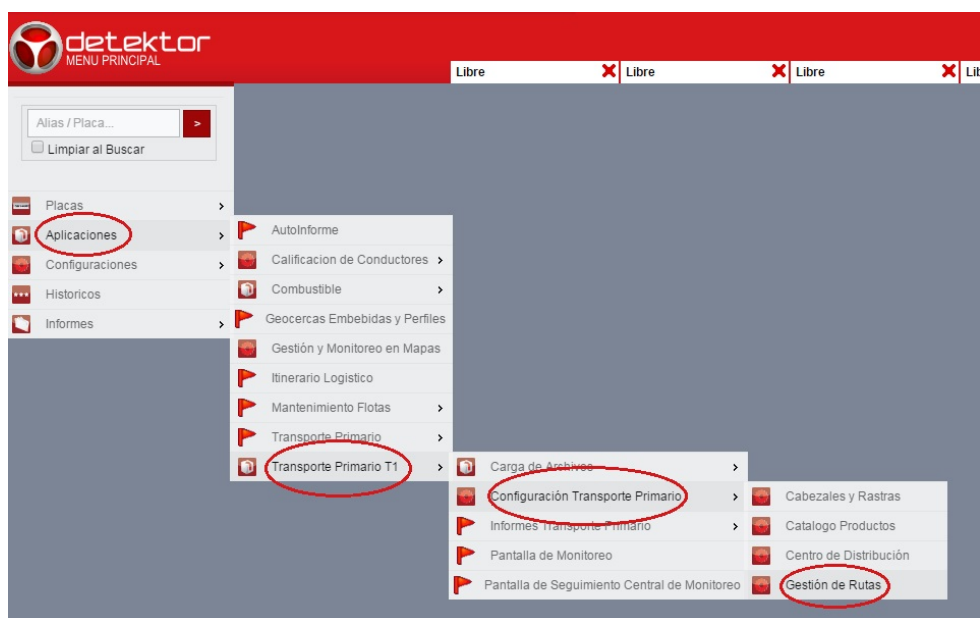 detektor
MENU PRINCIPAL
Libre
Libre
Libre
Alias / Placa...
>
Limpiar al Buscar
Placas
Aplicaciones
Configuraciones
Historicos
Informes
AutoInforme
Calificacion de Conductores
Combustible
Geocercas Embebidas y Perfiles
Gestión y Monitoreo en Mapas
Itinerario Logistico
Mantenimiento Flotas
Transporte Primario
Transporte Primario T1
Carga de Archivos
Configuración Transporte Primario
Informes Transporte Primario
Pantalla de Monitoreo
Pantalla de Seguimiento Central de Monitoreo
Cabezales y Rastras
Catalogo Productos
Centro de Distribución
Gestión de Rutas